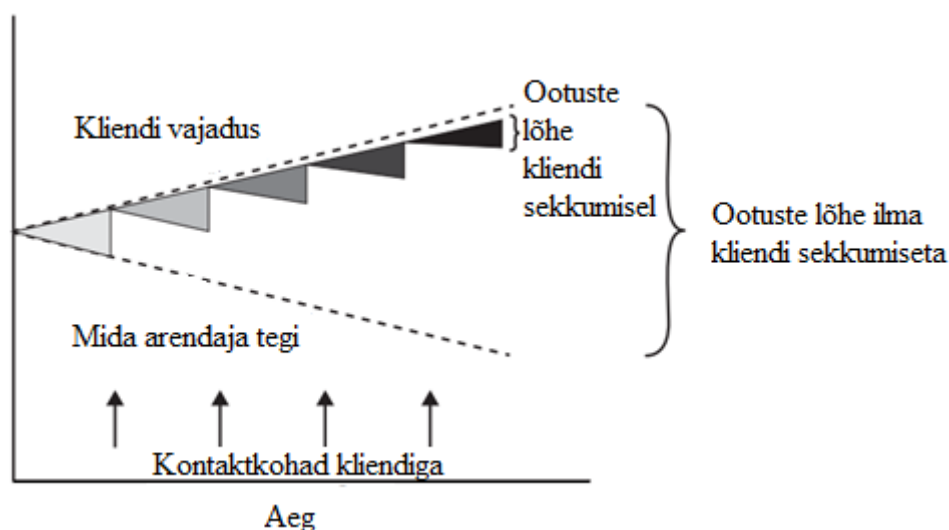 Kliendi vajadus
Ootuste
lõhe
kliendi
sekkumisel
Ootuste lõhe ilma
kliendi sekkumiseta
Mida arendaja tegi
Kontaktkohad kliendiga
Aeg